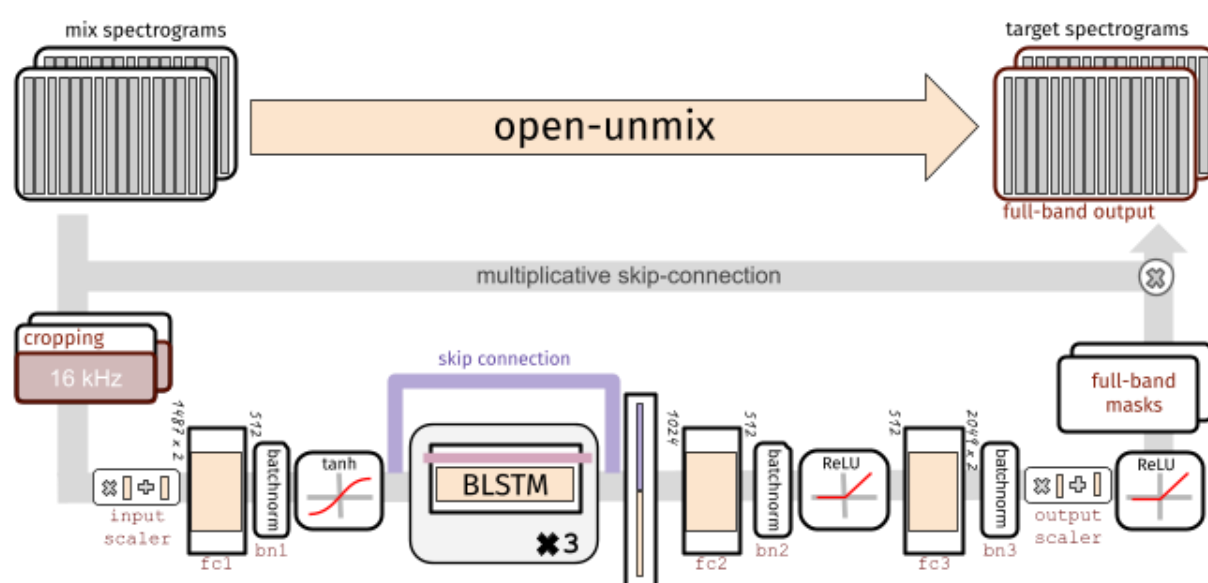 mix spectrograms
target spectrograms
open-unmix
full-band output
multiplicative skip-connection
cropping
16 kHz
skip connection
full-band
masks
1487 x 2
512
1024
512
512
2049 x 2
tanh
BLSTM
batchnorm
batchnorm
ReLU
batchnorm
ReLU
input
scaler
fc1
bn1
✖3
fc2
bn2
fc3
bn3
output
scaler